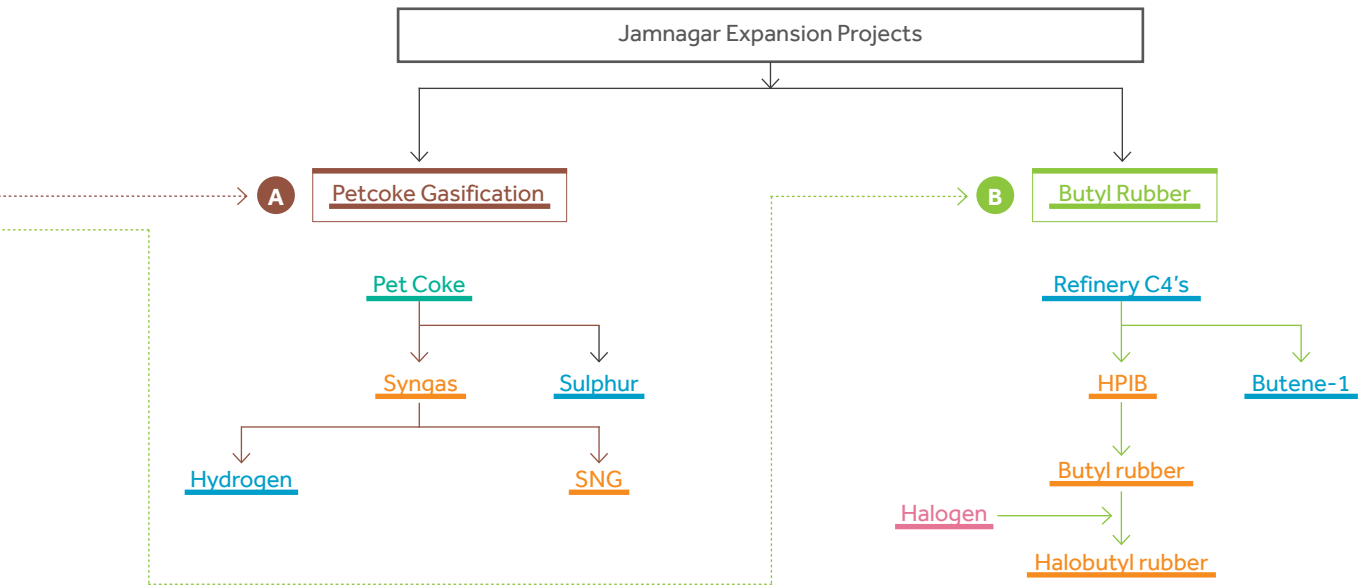 Jamnagar Expansion Projects
A
Petcoke Gasification
B
Butyl Rubber
Pet Coke
Refinery C4's
Syngas
Sulphur
HPIB
Butene-1
Hydrogen
SNG
Butyl rubber
Halogen
Halobutyl rubber